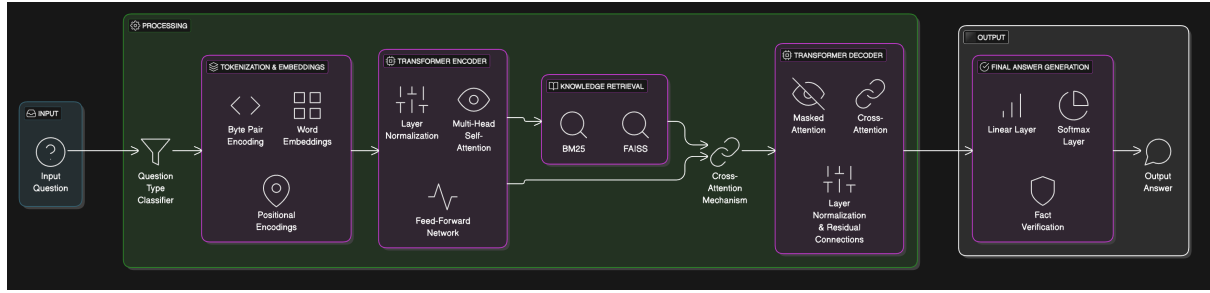 PROCESSING
INPUT
Input
Question
Question
Type
Classifier
TOKENIZATION & EMBEDDINGS
Byte Pair
Encoding
Word
Embeddings
Positional
Encodings
TRANSFORMER ENCODER
Layer
Normalization
Multi-Head
Self-
Attention
Feed-Forward
Network
KNOWLEDGE RETRIEVAL
BM25
FAISS
Cross-
Attention
Mechanism
TRANSFORMER DECODER
Masked
Attention
Cross-
Attention
Layer
Normalization
& Residual
Connections
OUTPUT
FINAL ANSWER GENERATION
Linear Layer
Softmax
Layer
Fact
Verification
Output
Answer